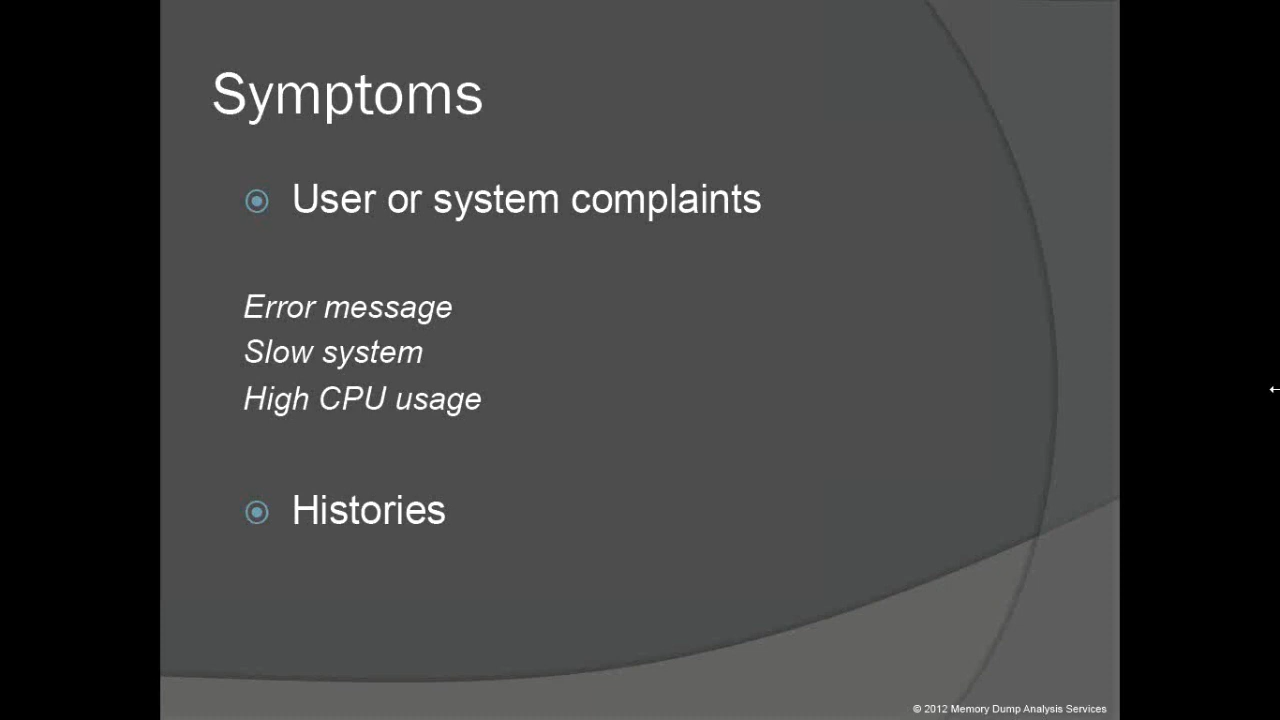 Symptoms
User or system complaints
Error message
Slow system
High CPU usage
Histories
© 2012 Memory Dump Analysis Services